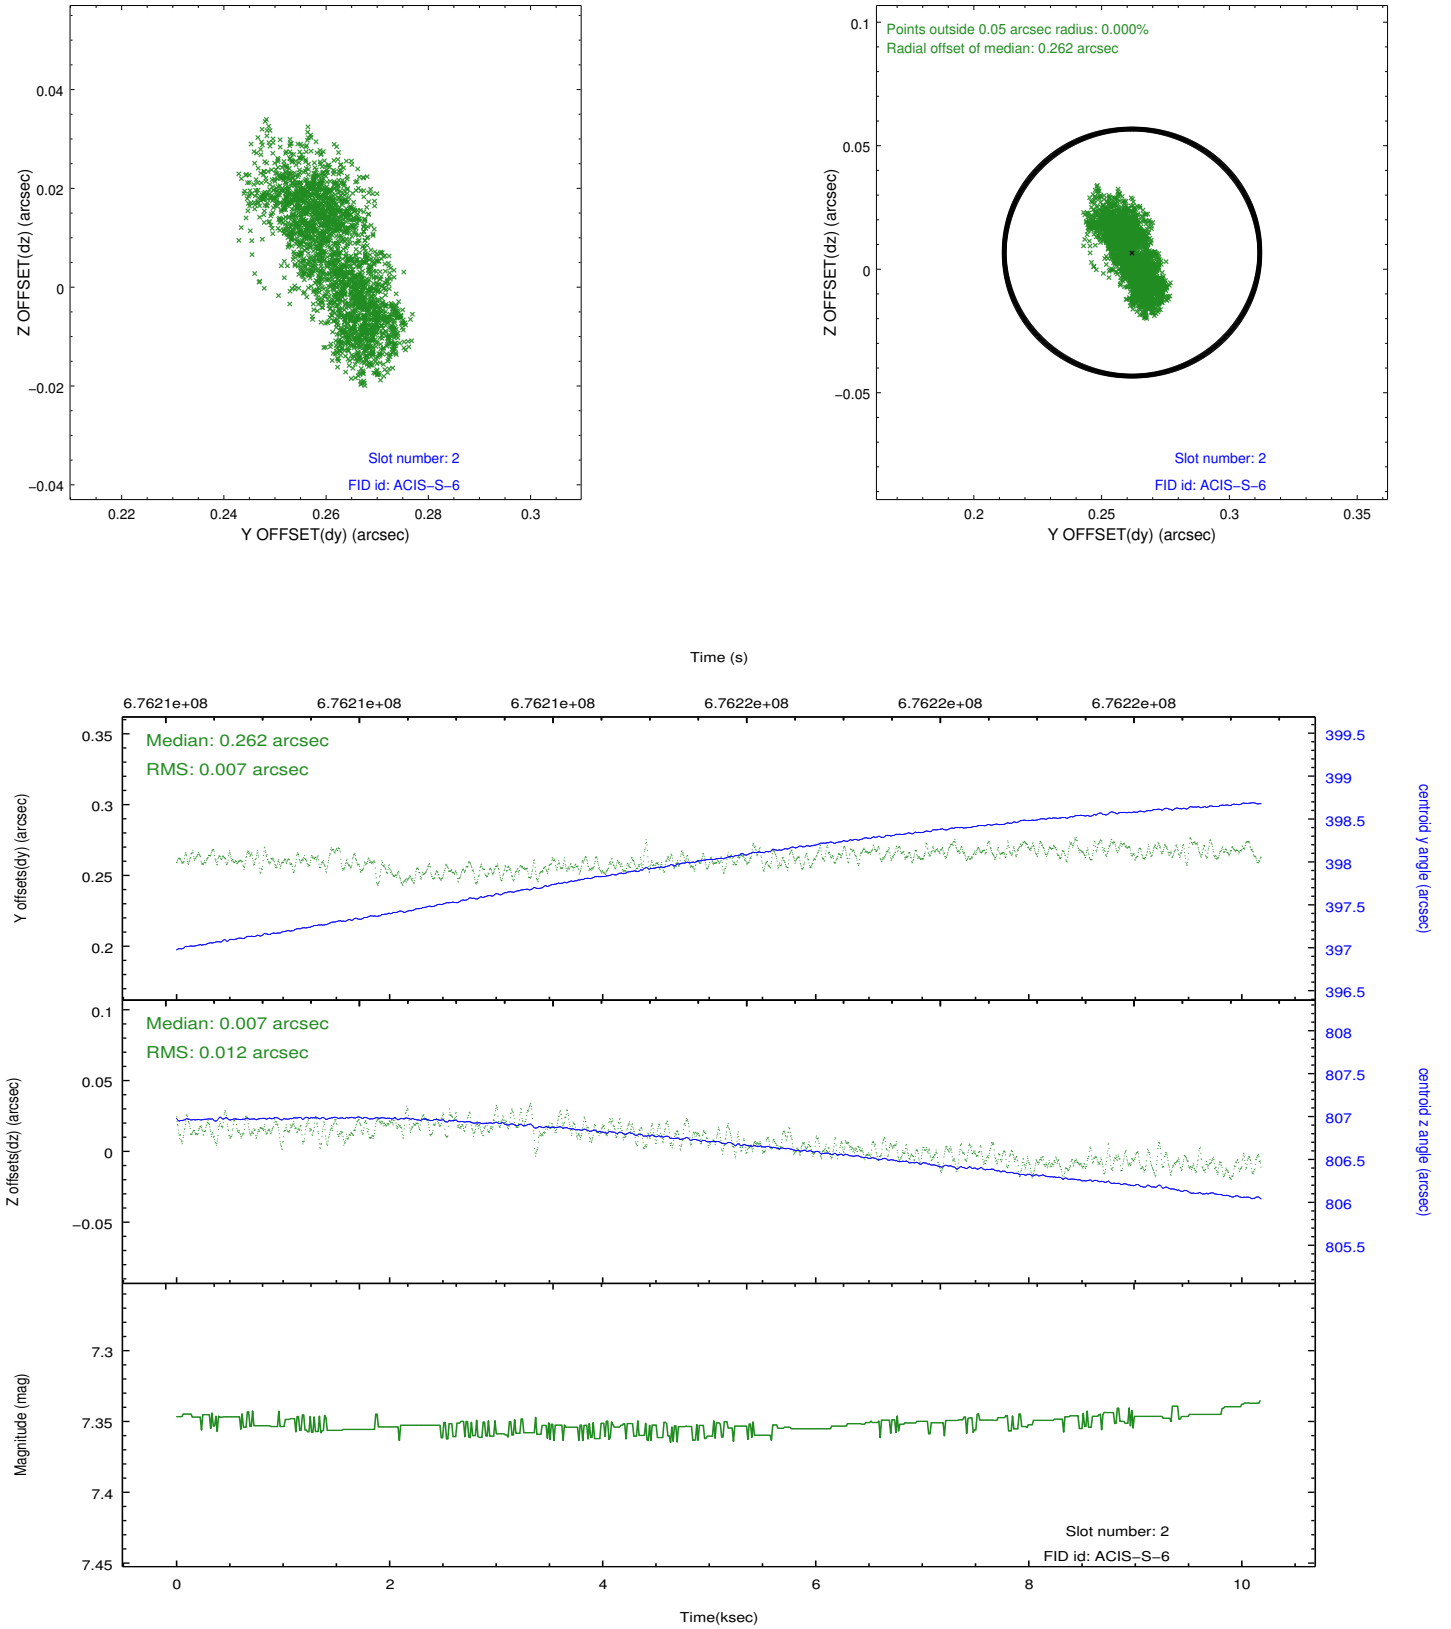 0.04
0.02
0
−0.02
−0.04
Z OFFSET(dz) (arcsec)
Slot number: 2
FID id: ACIS−S−6
0.22
0.24
0.26
0.28
0.3
Y OFFSET(dy) (arcsec)
Points outside 0.05 arcsec radius: 0.000%
Radial offset of median: 0.262 arcsec
0.1
0.05
0
−0.05
Z OFFSET(dz) (arcsec)
Slot number: 2
FID id: ACIS−S−6
0.2
0.25
0.3
0.35
Y OFFSET(dy) (arcsec)
Time (s)
6.7621e+08
6.7621e+08
6.7621e+08
6.7622e+08
6.7622e+08
6.7622e+08
Median: 0.262 arcsec
RMS: 0.007 arcsec
0.35
0.3
0.25
0.2
Y offsets(dy) (arcsec)
399.5
399
398.5
398
397.5
397
396.5
centroid y angle (arcsec)
Median: 0.007 arcsec
RMS: 0.012 arcsec
0.1
0.05
0
−0.05
Z offsets(dz) (arcsec)
808
807.5
807
806.5
806
805.5
centroid z angle (arcsec)
7.3
7.35
7.4
7.45
Magnitude (mag)
Slot number: 2
FID id: ACIS−S−6
0
2
4
6
8
10
Time(ksec)